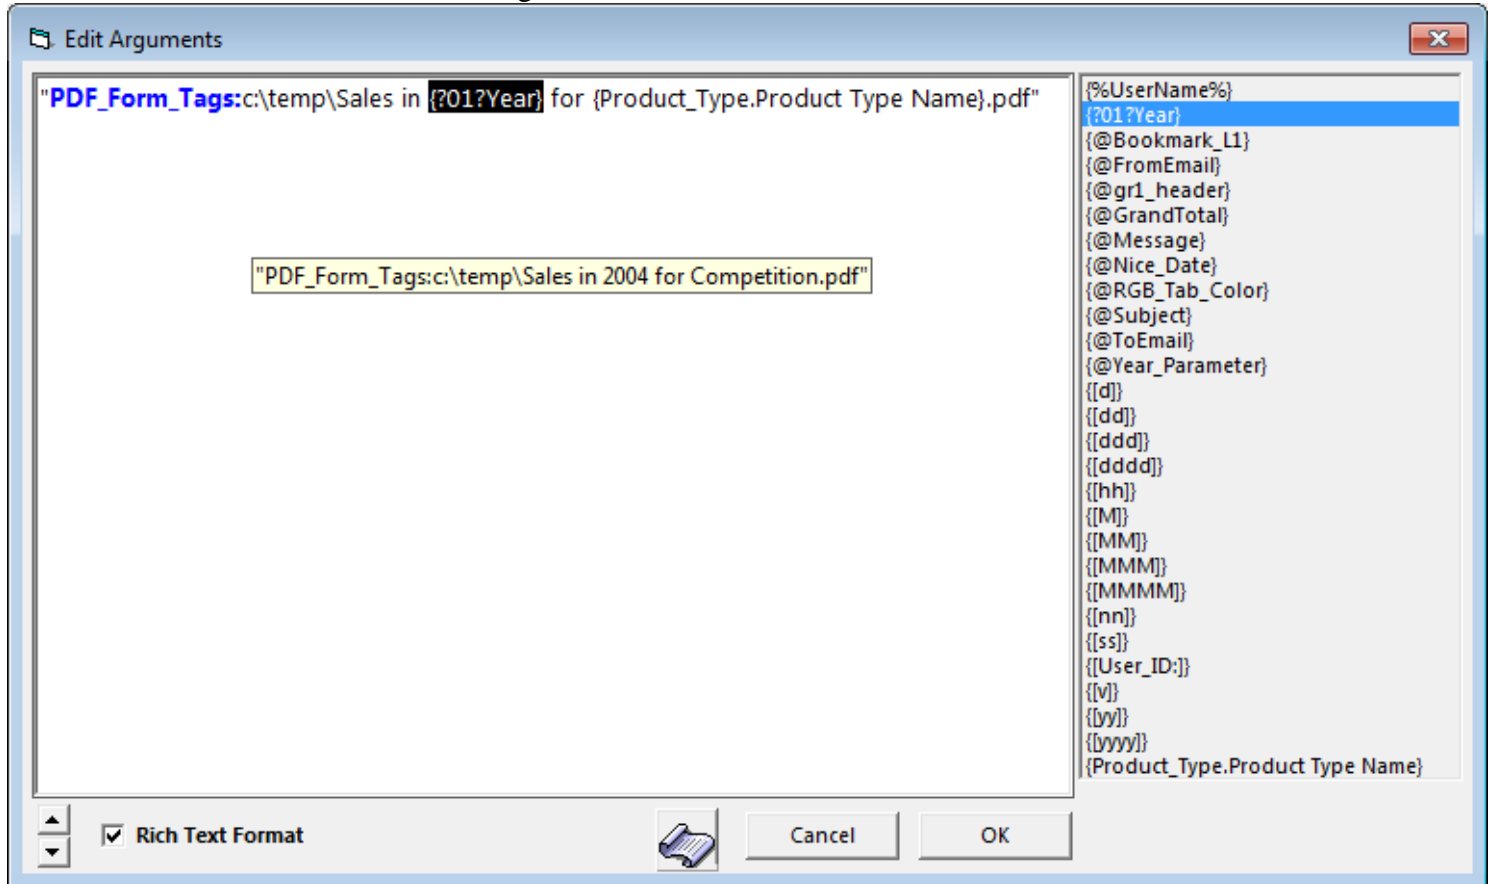 Edit Arguments
"PDF_Form_Tags:c:\temp\Sales in {?01?Year} for {Product_Type.Product Type Name}.pdf"
"PDF_Form_Tags:c:\temp\Sales in 2004 for Competition.pdf"
{%UserName%}
{?01?Year}
{@Bookmark_L1}
{@FromEmail}
{@gr1_header}
{@GrandTotal}
{@Message}
{@Nice_Date}
{@RGB_Tab_Color}
{@Subject}
{@ToEmail}
{@Year_Parameter}
{[d]}
{[dd]}
{[ddd]}
{[dddd]}
{[hh]}
{[M]}
{[MM]}
{[MMM]}
{[MMMM]}
{[nn]}
{[ss]}
{[User_ID:]}
{[v]}
{[yy]}
{[yyyy]}
{Product_Type.Product Type Name}
Rich Text Format
Cancel
OK